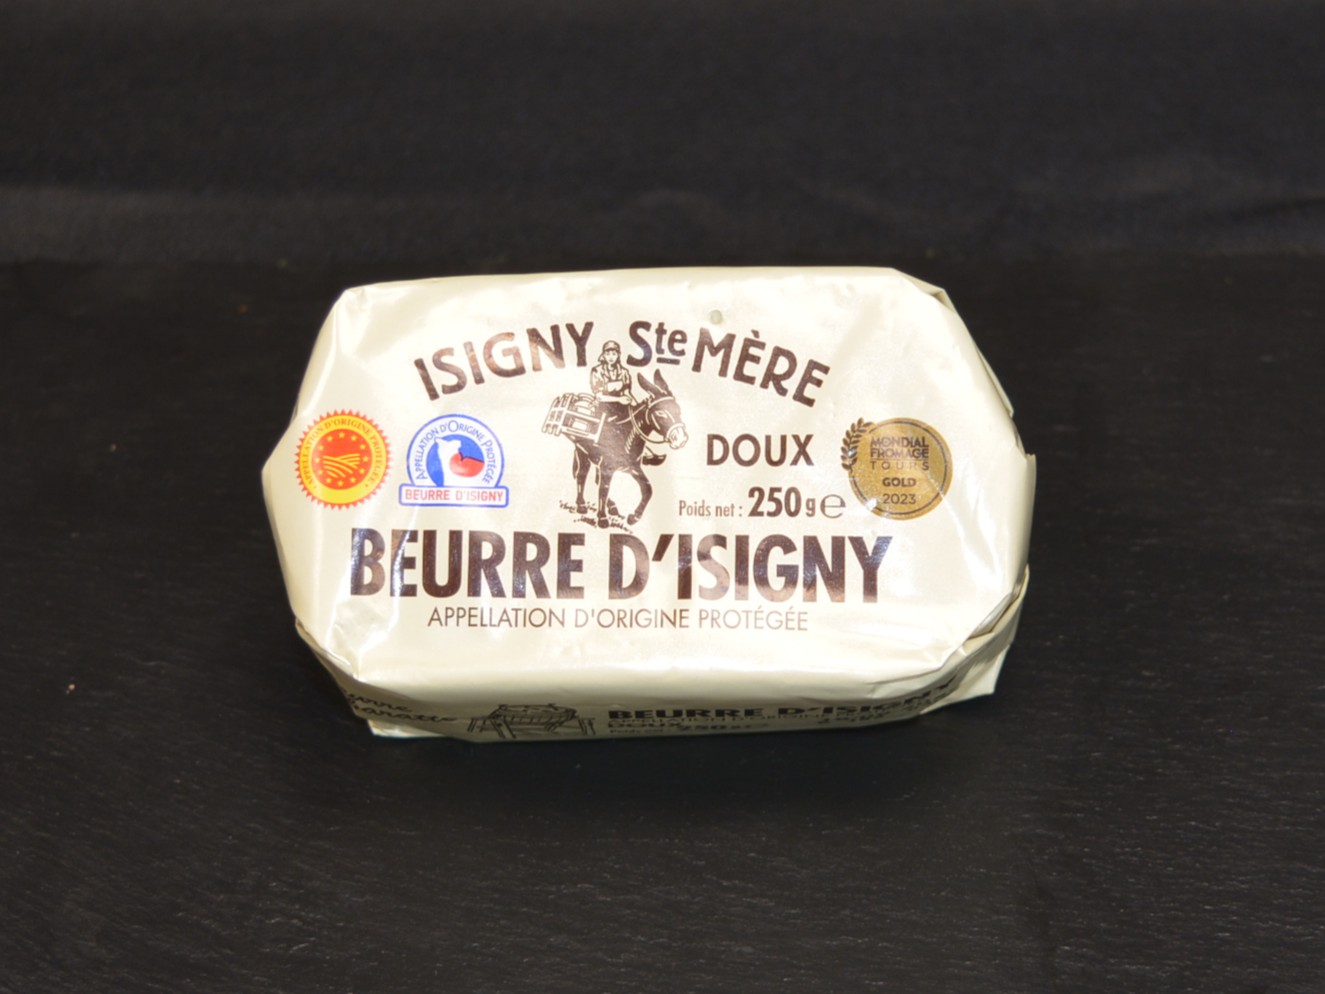 ISIGNY Ste MÈRE
APPELLATION D'ORIGINE PROTÉGÉE
APPELLATION D'ORIGINE PROTÉGÉE
BEURRE D'ISIGNY
DOUX
Poids net : 250g e
MONDIAL
FROMAGE
TOURS
GOLD
2023
BEURRE D'ISIGNY
APPELLATION D'ORIGINE PROTÉGÉE
BEURRE D'ISIGNY
DOUX